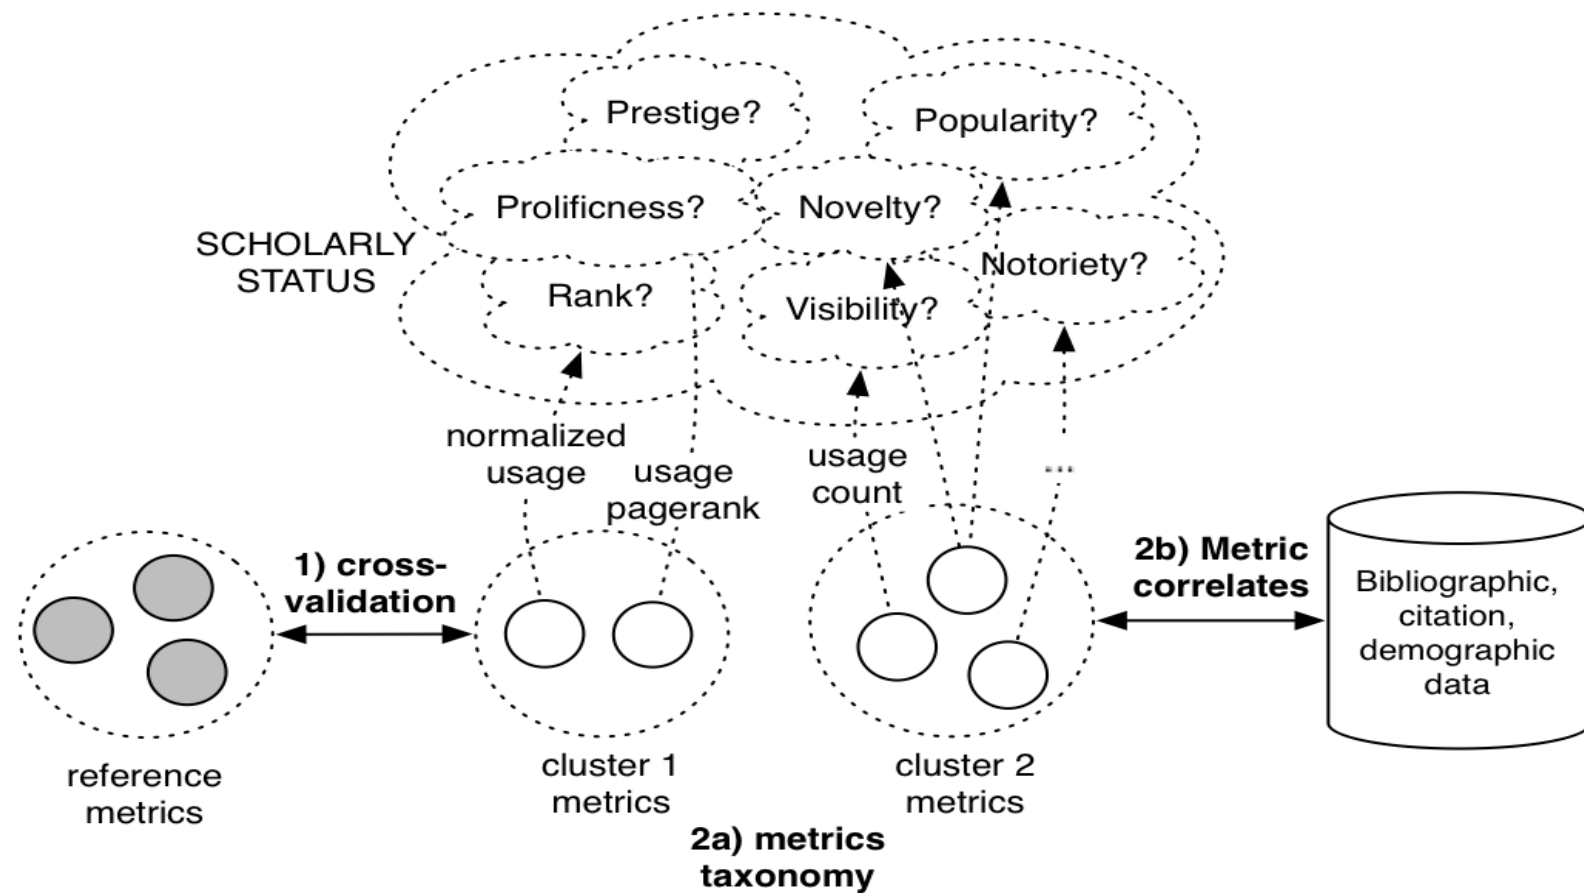 Prestige?
Popularity?
Prolificness?
Novelty?
SCHOLARLY
STATUS
Notoriety?
Rank?
Visibility?
normalized
usage
usage
pagerank
usage
count
...
1) cross-
validation
2b) Metric
correlates
Bibliographic,
citation,
demographic
data
reference
metrics
cluster 1
metrics
cluster 2
metrics
2a) metrics
taxonomy